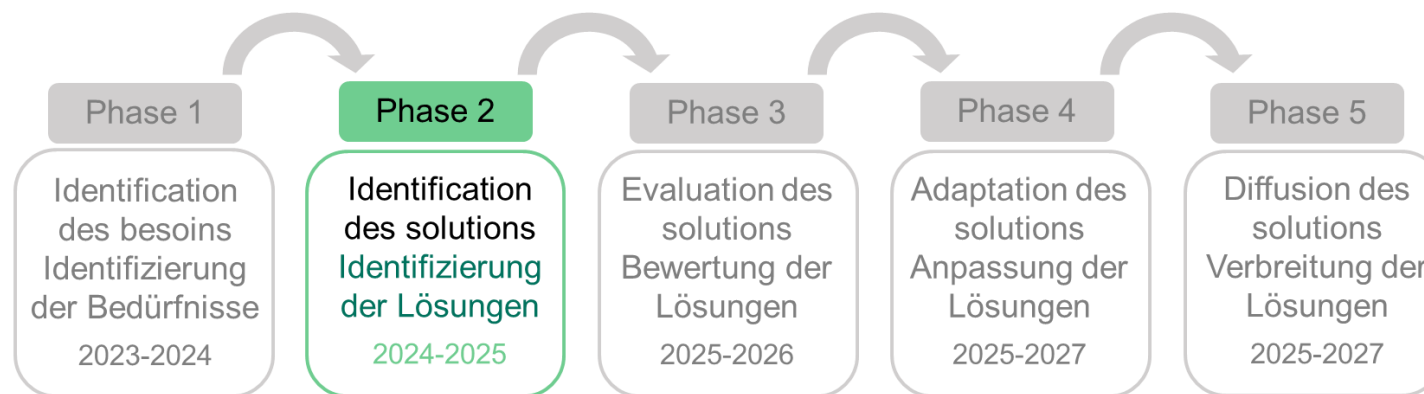 Phase 1
Identification
des besoins
Identifizierung
der Bedürfnisse
2023-2024
Phase 2
Identification
des solutions
Identifizierung
der Lösungen
2024-2025
Phase 3
Evaluation des
solutions
Bewertung der
Lösungen
2025-2026
Phase 4
Adaptation des
solutions
Anpassung der
Lösungen
2025-2027
Phase 5
Diffusion des
solutions
Verbreitung der
Lösungen
2025-2027